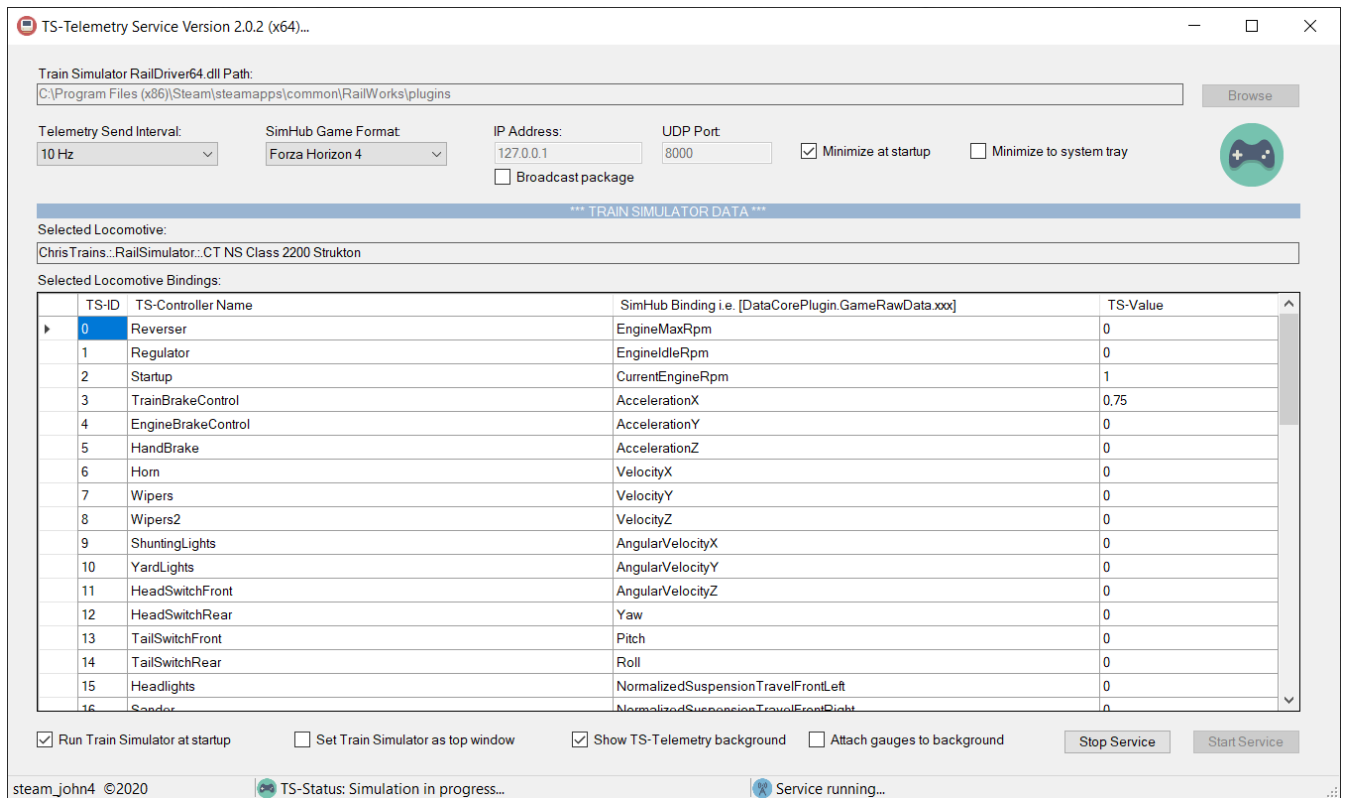 TS-Telemetry Service Version 2.0.2 (x64)...
Train Simulator RailDriver64.dll Path:
C:\Program Files (x86)\Steam\steamapps\common\RailWorks\plugins
Browse
Telemetry Send Interval: SimHub Game Format: IP Address: UDP Port:
10 Hz Forza Horizon 4 127.0.0.1 8000 Minimize at startup Minimize to system tray
Broadcast package
*** TRAIN SIMULATOR DATA ***
Selected Locomotive:
ChrisTrains.:.RailSimulator.:.CT NS Class 2200 Strukton
Selected Locomotive Bindings:
TS-ID TS-Controller Name SimHub Binding i.e. [DataCorePlugin.GameRawData.xxx] TS-Value
0 Reverser EngineMaxRpm 0
1 Regulator EngineIdleRpm 0
2 Startup CurrentEngineRpm 1
3 TrainBrakeControl AccelerationX 0,75
4 EngineBrakeControl AccelerationY 0
5 HandBrake AccelerationZ 0
6 Horn VelocityX 0
7 Wipers VelocityY 0
8 Wipers2 VelocityZ 0
9 ShuntingLights AngularVelocityX 0
10 YardLights AngularVelocityY 0
11 HeadSwitchFront AngularVelocityZ 0
12 HeadSwitchRear Yaw 0
13 TailSwitchFront Pitch 0
14 TailSwitchRear Roll 0
15 Headlights NormalizedSuspensionTravelFrontLeft 0
16 Sander NormalizedSuspensionTravelFrontRight 0
Run Train Simulator at startup Set Train Simulator as top window Show TS-Telemetry background Attach gauges to background Stop Service Start Service
steam_john4 ©2020 TS-Status: Simulation in progress... Service running...